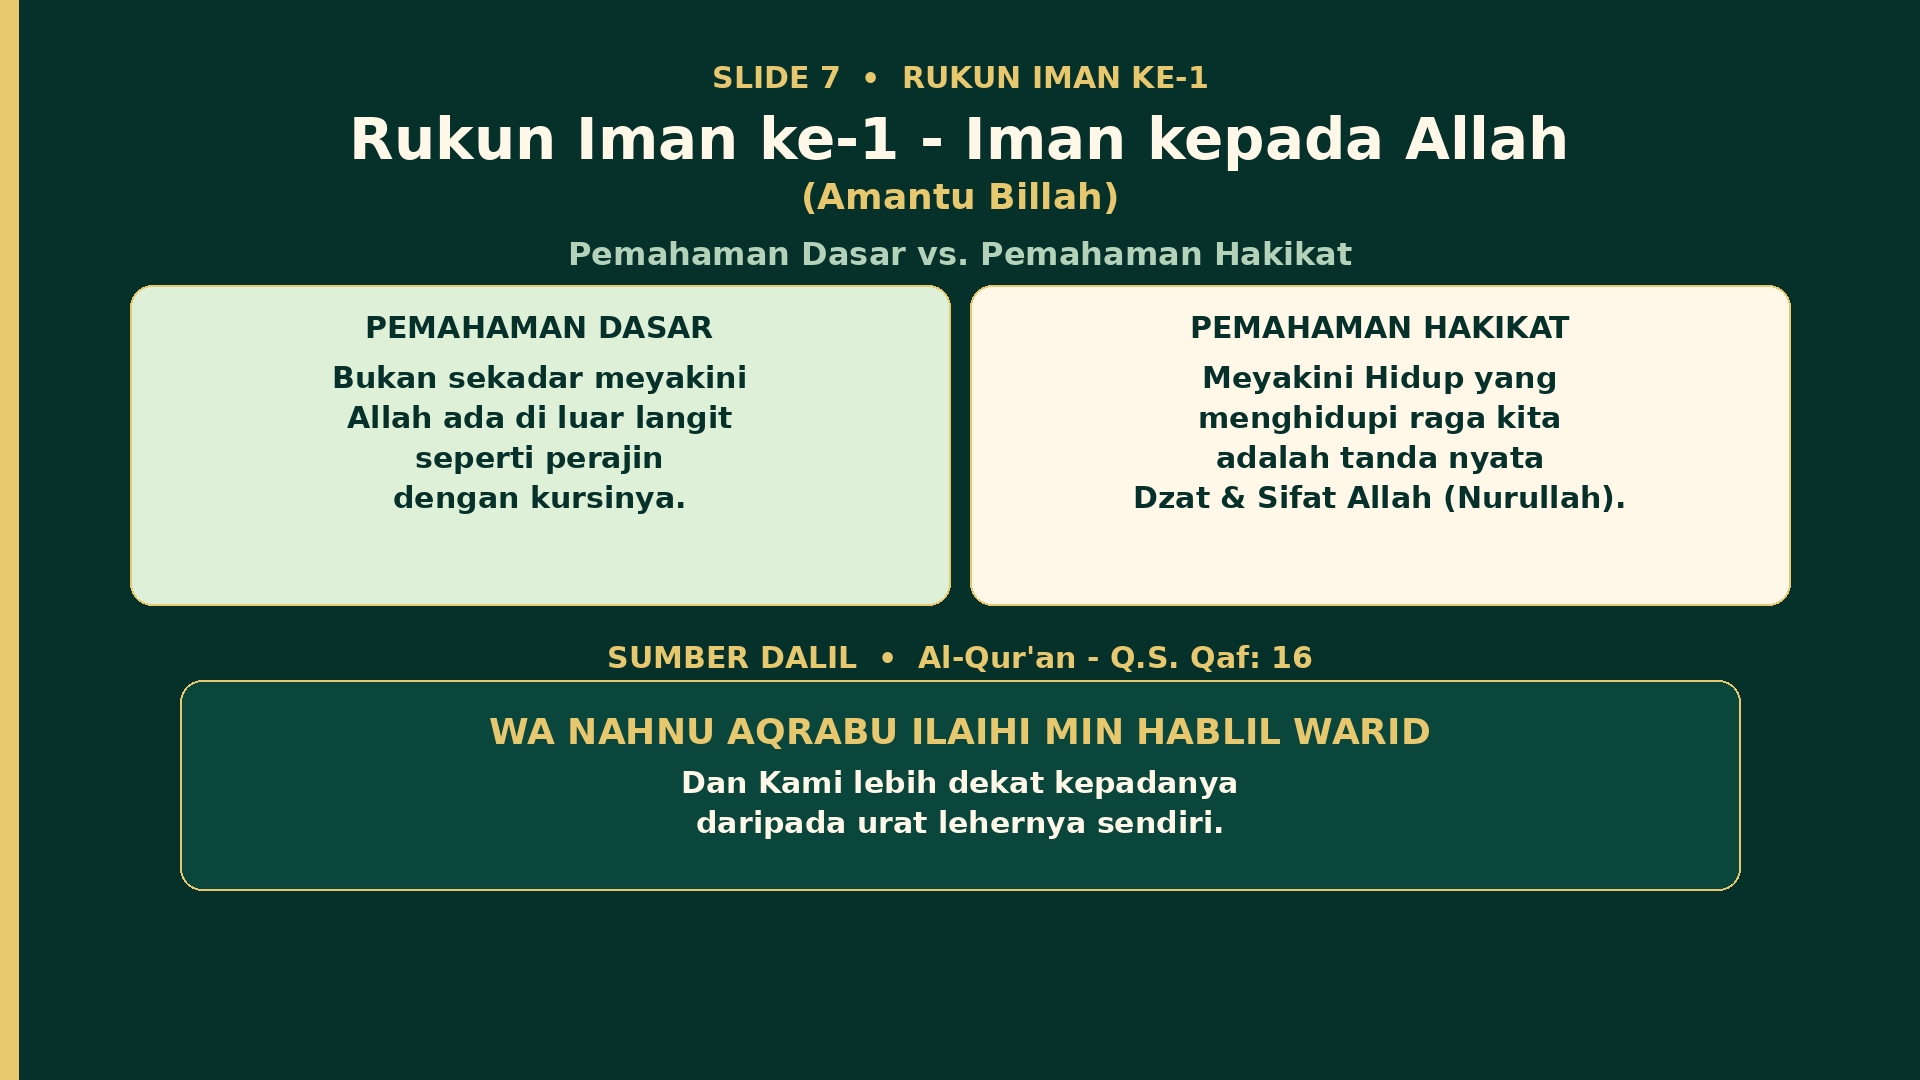 SLIDE 7 • RUKUN IMAN KE-1
Rukun Iman ke-1 - Iman kepada Allah
(Amantu Billah)
Pemahaman Dasar vs. Pemahaman Hakikat
PEMAHAMAN DASAR
Bukan sekadar meyakini
Allah ada di luar langit
seperti perajin
dengan kursinya.
PEMAHAMAN HAKIKAT
Meyakini Hidup yang
menghidupi raga kita
adalah tanda nyata
Dzat & Sifat Allah (Nurullah).
SUMBER DALIL • Al-Qur'an - Q.S. Qaf: 16
WA NAHNU AQRABU ILAIHI MIN HABLIL WARID
Dan Kami lebih dekat kepadanya
daripada urat lehernya sendiri.